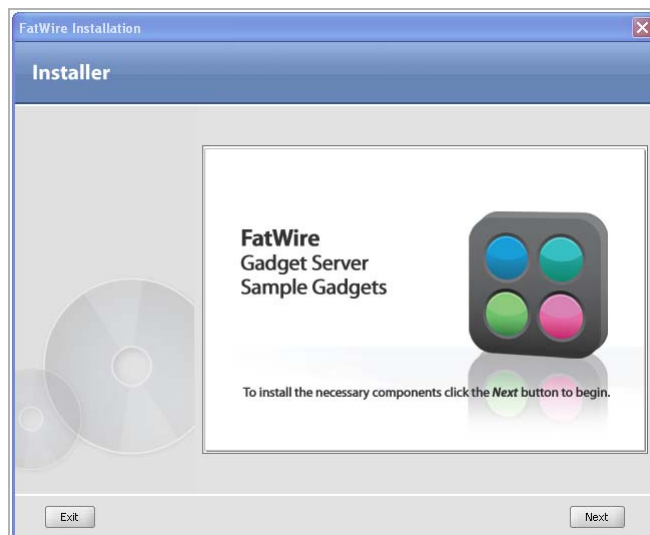 FatWire Installation
Installer
FatWire
Gadget Server
Sample Gadgets
To install the necessary components click the Next button to begin.
Exit
Next